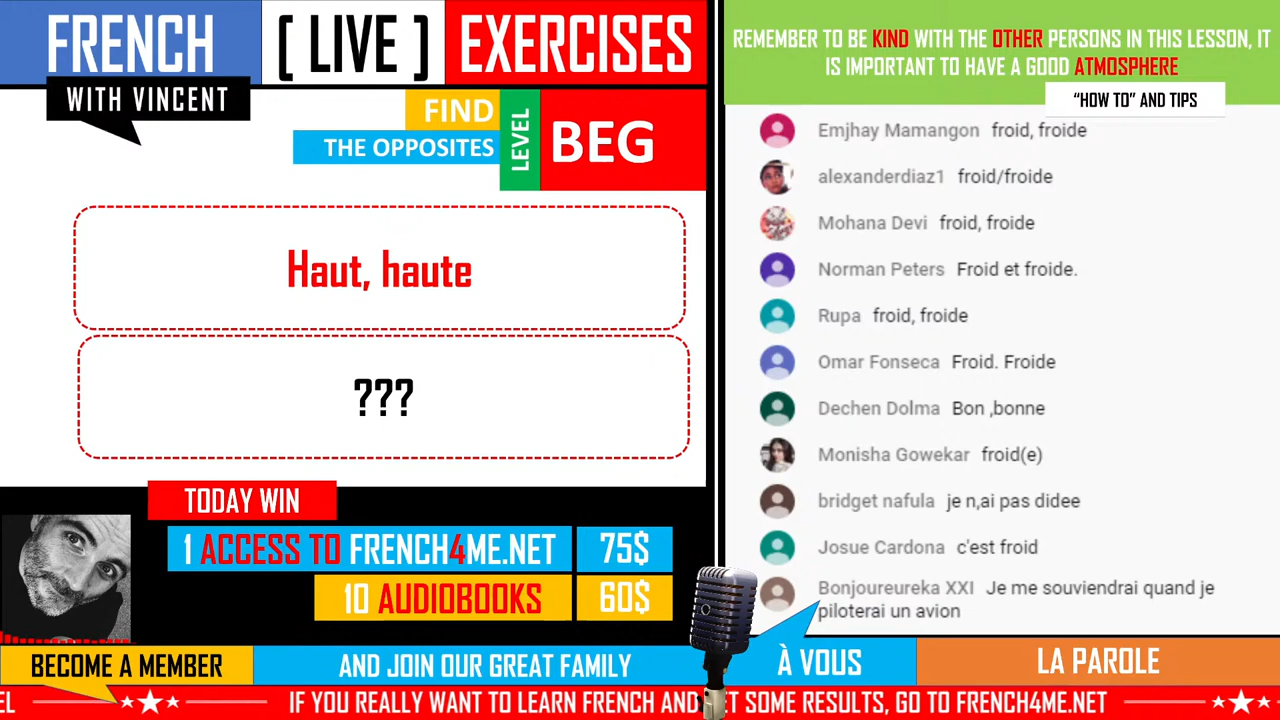 FRENCH
[ LIVE ]
EXERCISES
WITH VINCENT
FIND
THE OPPOSITES
LEVEL
BEG
Haut, haute
???
TODAY WIN
1 ACCESS TO FRENCH4ME.NET
75$
10 AUDIOBOOKS
60$
REMEMBER TO BE KIND WITH THE OTHER PERSONS IN THIS LESSON, IT
IS IMPORTANT TO HAVE A GOOD ATMOSPHERE
“HOW TO” AND TIPS
Emjhay Mamangon froid, froide
alexanderdiaz1 froid/froide
Mohana Devi froid, froide
Norman Peters Froid et froide.
Rupa froid, froide
Omar Fonseca Froid. Froide
Dechen Dolma Bon ,bonne
Monisha Gowekar froid(e)
bridget nafula je n,ai pas didee
Josue Cardona c'est froid
Bonjoureureka XXI Je me souviendrai quand je
piloterai un avion
BECOME A MEMBER
AND JOIN OUR GREAT FAMILY
À VOUS
LA PAROLE
IF YOU REALLY WANT TO LEARN FRENCH AND SOME RESULTS, GO TO FRENCH4ME.NET